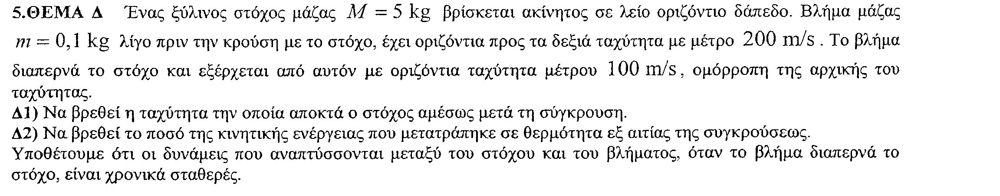 5.ΘΕΜΑ Δ Ένας ξύλινος στόχος μάζας M = 5 kg βρίσκεται ακίνητος σε λείο οριζόντιο δάπεδο. Βλήμα μάζας
m = 0,1 kg λίγο πριν την κρούση με το στόχο, έχει οριζόντια προς τα δεξιά ταχύτητα με μέτρο 200 m/s . Το βλήμα
διαπερνά το στόχο και εξέρχεται από αυτόν με οριζόντια ταχύτητα μέτρου 100 m/s, ομόρροπη της αρχικής του
ταχύτητας.
Δ1) Να βρεθεί η ταχύτητα την οποία αποκτά ο στόχος αμέσως μετά τη σύγκρουση.
Δ2) Να βρεθεί το ποσό της κινητικής ενέργειας που μετατράπηκε σε θερμότητα εξ αιτίας της συγκρούσεως.
Υποθέτουμε ότι οι δυνάμεις που αναπτύσσονται μεταξύ του στόχου και του βλήματος, όταν το βλήμα διαπερνά το
στόχο, είναι χρονικά σταθερές.